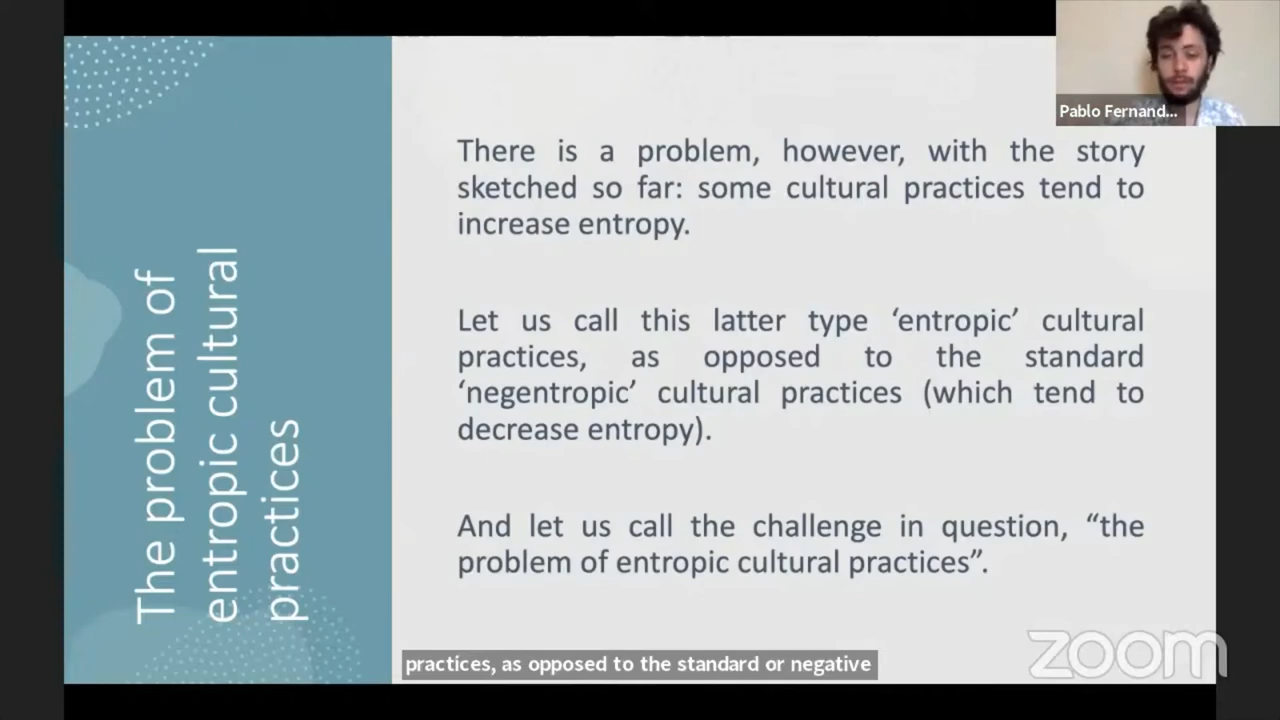 The problem of
entropic cultural
practices
There is a problem, however, with the story
sketched so far: some cultural practices tend to
increase entropy.
Let us call this latter type ‘entropic’ cultural
practices, as opposed to the standard
‘negentropic’ cultural practices (which tend to
decrease entropy).
And let us call the challenge in question, “the
problem of entropic cultural practices”.
Pablo Fernand...
practices, as opposed to the standard or negative
zoom